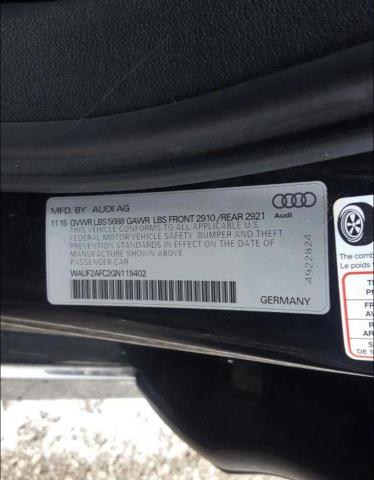 MFD. BY AUDI AG
11 15 GVWR LBS 5688 GAWR LBS FRONT 2910 /REAR 2921
THIS VEHICLE CONFORMS TO ALL APPLICABLE U.S.
FEDERAL MOTOR VEHICLE SAFETY, BUMPER AND THEFT
PREVENTION STANDARDS IN EFFECT ON THE DATE OF
MANUFACTURE SHOWN ABOVE.
PASSENGER CAR
WAUF2AFC2GN119402
Audi
4922824
GERMANY
The comb
Le poids